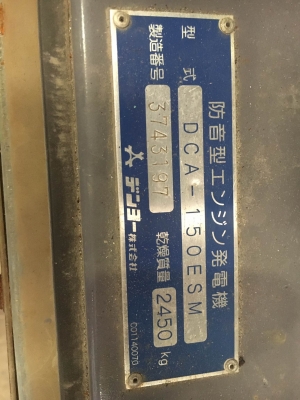 防音型エンジン発電機
型式 DCA-150ESM
製造番号 3743197
乾燥質量 2450 kg
デンヨー株式会社
C011A0070